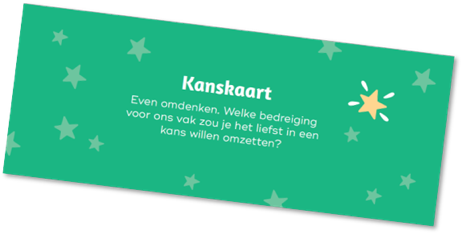 Kanskaart
Even omdenken. Welke bedreiging
voor ons vak zou je het liefst in een
kans willen omzetten?